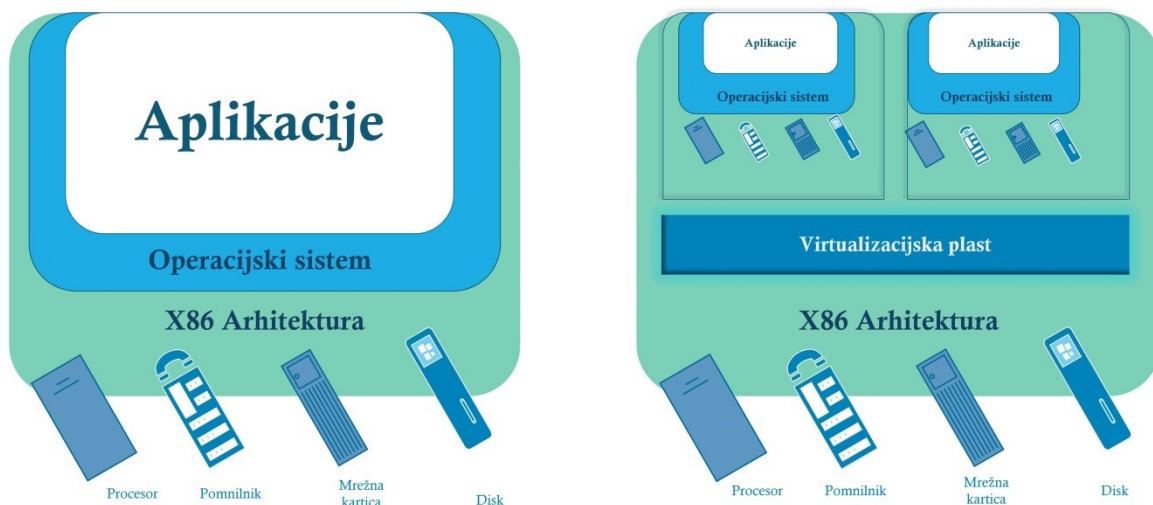 Aplikacije
Operacijski sistem
X86 Arhitektura
Procesor
Pomnilnik
Mrežna
kartica
Disk
Aplikacije
Operacijski sistem
Aplikacije
Operacijski sistem
Virtualizacijska plast
X86 Arhitektura
Procesor
Pomnilnik
Mrežna
kartica
Disk